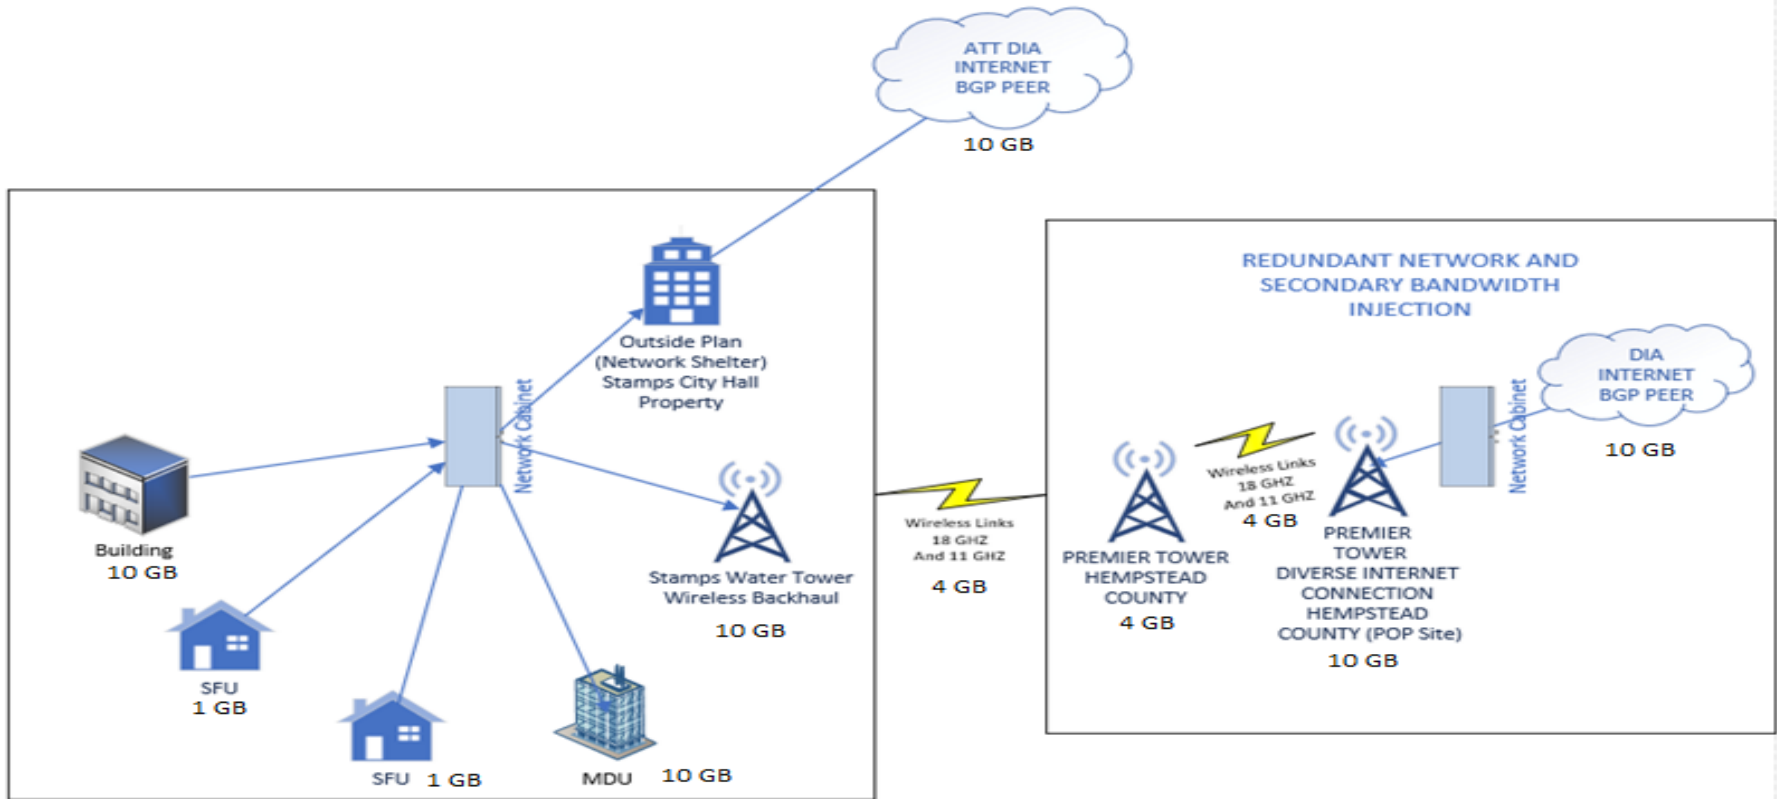 ATT DIA
INTERNET
BGP PEER
10 GB
Outside Plan
(Network Shelter)
Stamps City Hall
Property
Network Cabinet
Building
10 GB
SFU
1 GB
SFU
1 GB
MDU
10 GB
Stamps Water Tower
Wireless Backhaul
10 GB
Wireless Links
18 GHZ
And 11 GHZ
4 GB
REDUNDANT NETWORK AND
SECONDARY BANDWIDTH
INJECTION
DIA
INTERNET
BGP PEER
10 GB
Network Cabinet
Wireless Links
18 GHZ
And 11 GHZ
4 GB
PREMIER TOWER
HEMPSTEAD
COUNTY
4 GB
PREMIER
TOWER
DIVERSE INTERNET
CONNECTION
HEMPSTEAD
COUNTY (POP Site)
10 GB